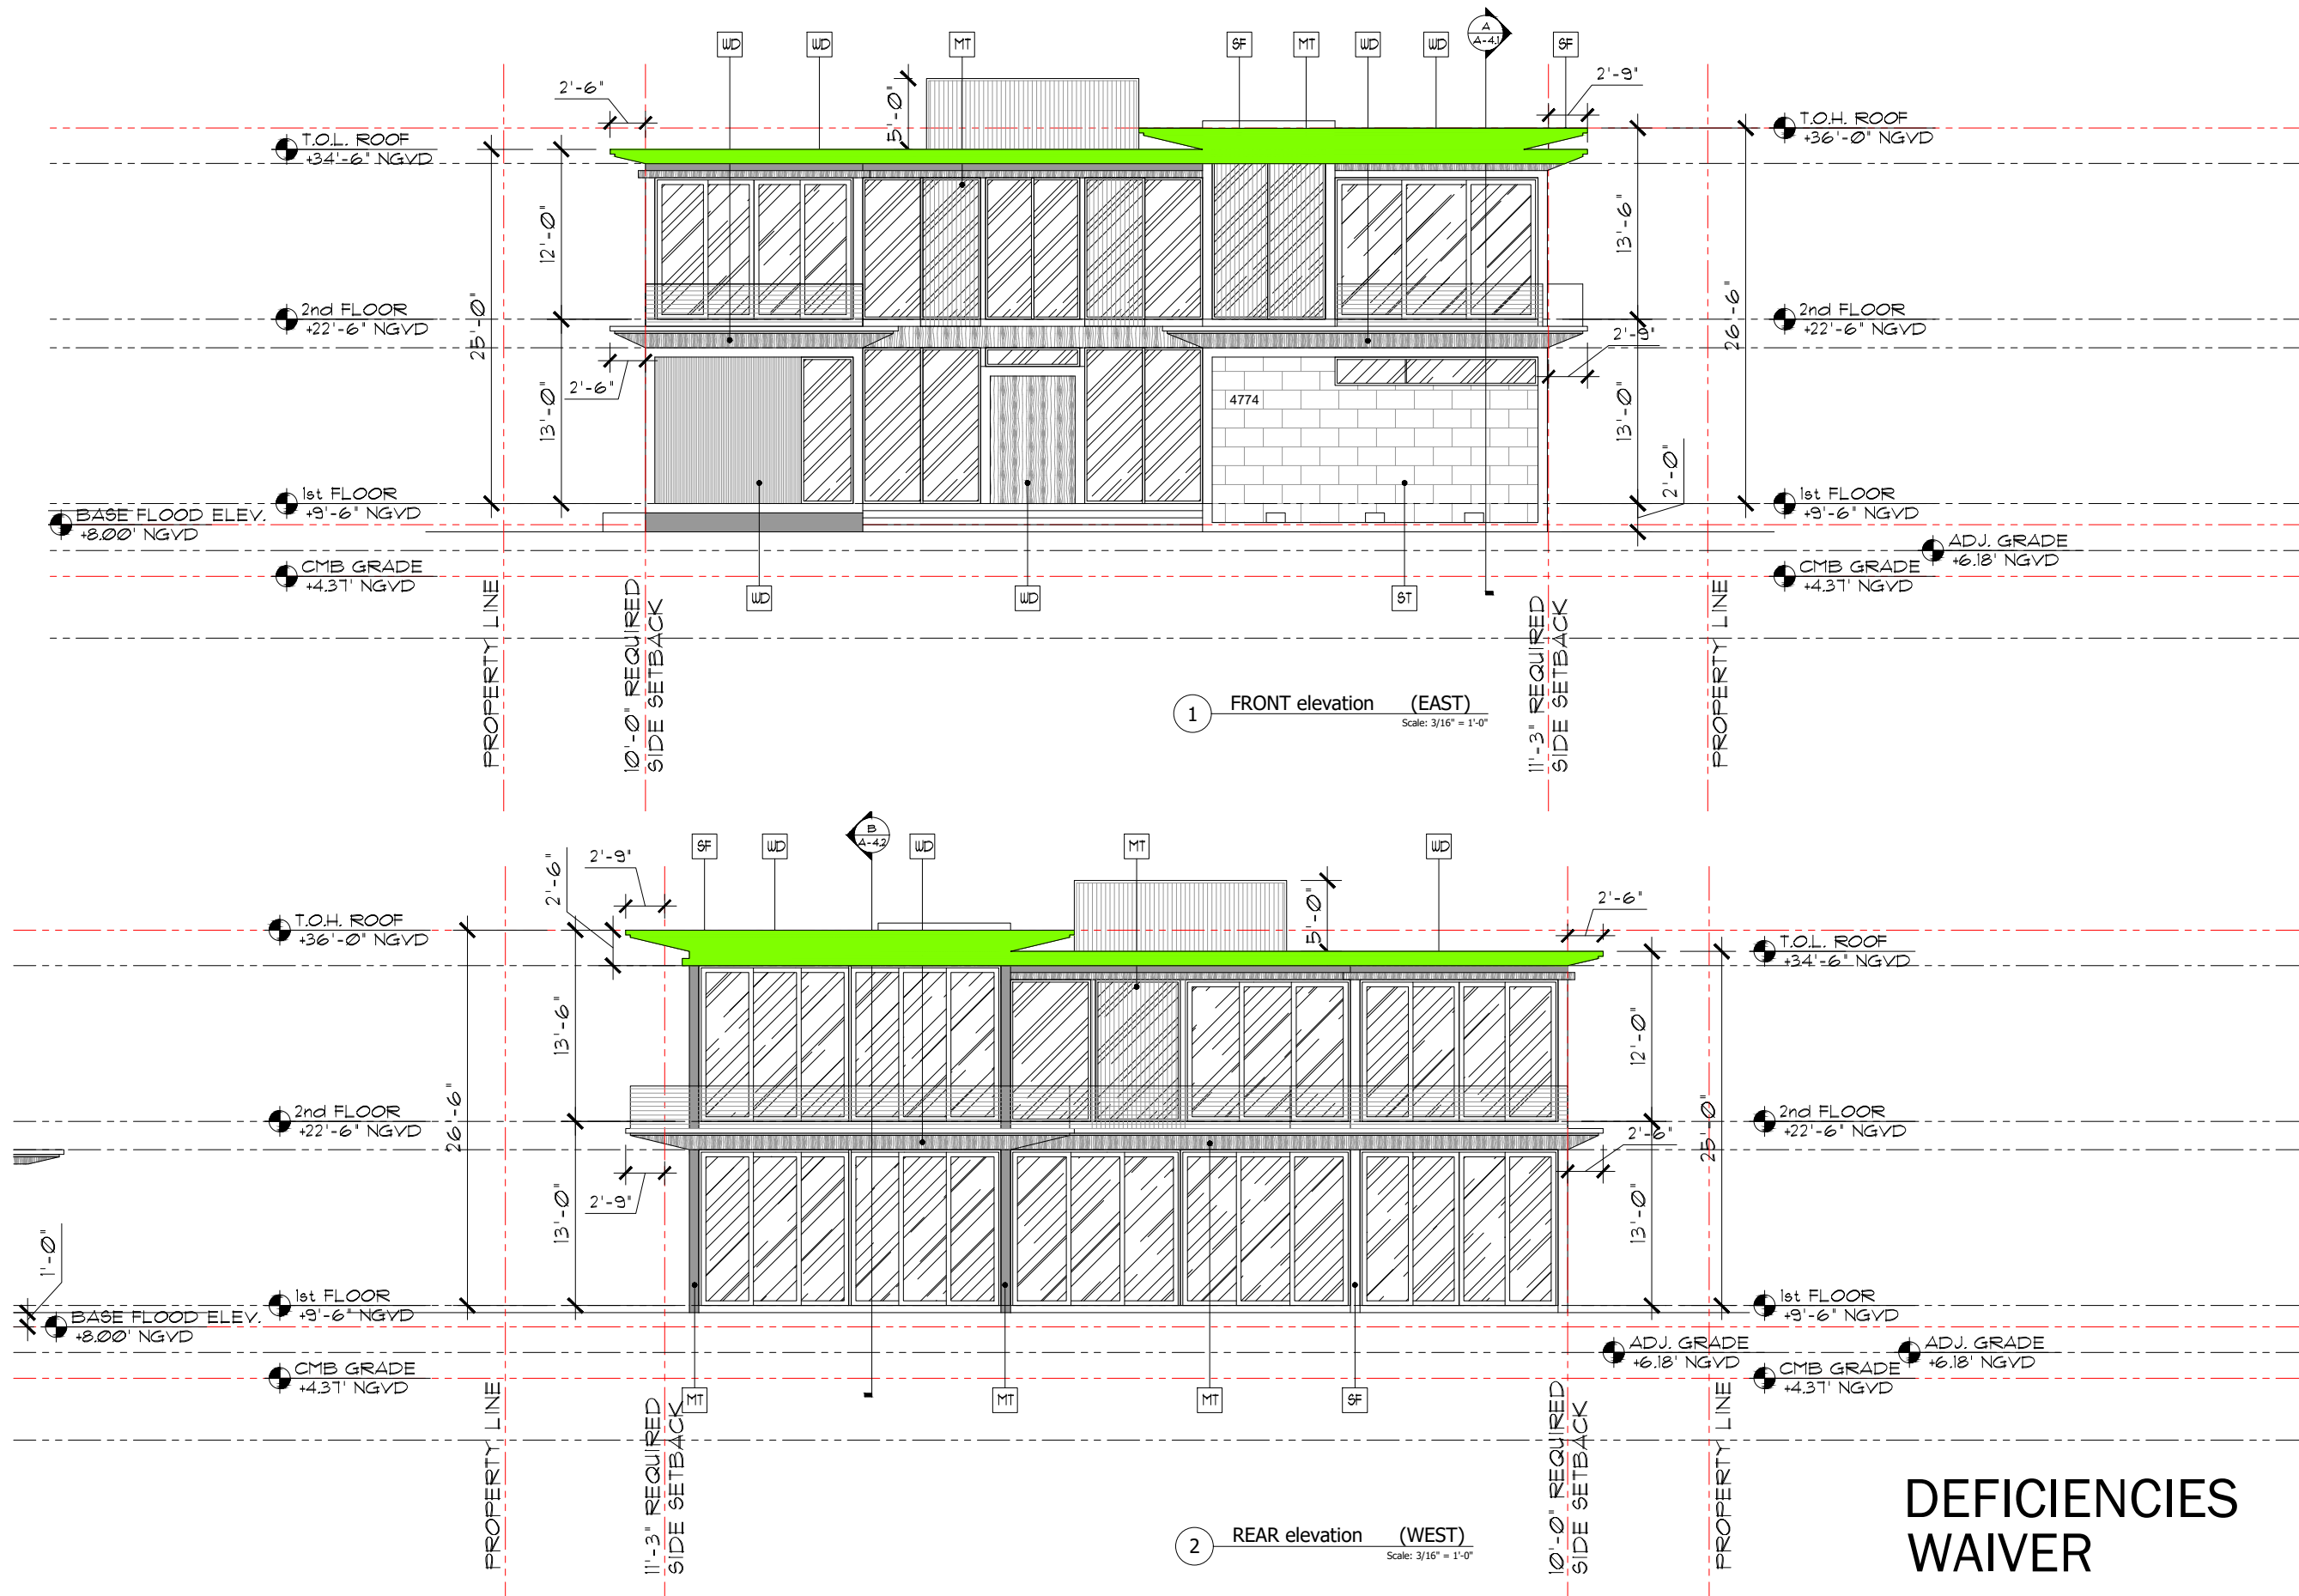 WD
WD
MT
SF
MT
WD
WD
A
A-4.1
SF
2'-6"
5'-0"
2'-9"
T.O.L. ROOF
+34'-6" NGVD
T.O.H. ROOF
+36'-0" NGVD
12'-0"
13'-6"
25'-0"
26'-6"
2nd FLOOR
+22'-6" NGVD
2nd FLOOR
+22'-6" NGVD
2'-6"
2'-9"
13'-0"
13'-0"
4774
2'-0"
1st FLOOR
+9'-6" NGVD
1st FLOOR
+9'-6" NGVD
BASE FLOOD ELEV.
+8.00' NGVD
ADJ. GRADE
+6.18' NGVD
CMB GRADE
+4.37' NGVD
CMB GRADE
+4.37' NGVD
WD
WD
ST
PROPERTY LINE
10'-0" REQUIRED
SIDE SETBACK
11'-3" REQUIRED
SIDE SETBACK
PROPERTY LINE
1
FRONT elevation (EAST)
Scale: 3/16" = 1'-0"
SF
WD
B
A-4.2
WD
MT
WD
2'-6"
2'-9"
5'-0"
2'-6"
T.O.H. ROOF
+36'-0" NGVD
T.O.L. ROOF
+34'-6" NGVD
13'-6"
12'-0"
26'-6"
25'-0"
2nd FLOOR
+22'-6" NGVD
2nd FLOOR
+22'-6" NGVD
2'-9"
2'-6"
13'-0"
13'-0"
1'-0"
1st FLOOR
+9'-6" NGVD
1st FLOOR
+9'-6" NGVD
BASE FLOOD ELEV.
+8.00' NGVD
ADJ. GRADE
+6.18' NGVD
ADJ. GRADE
+6.18' NGVD
CMB GRADE
+4.37' NGVD
CMB GRADE
+4.37' NGVD
MT
MT
MT
SF
PROPERTY LINE
11'-3" REQUIRED
SIDE SETBACK
10'-0" REQUIRED
SIDE SETBACK
PROPERTY LINE
2
REAR elevation (WEST)
Scale: 3/16" = 1'-0"
DEFICIENCIES
WAIVER